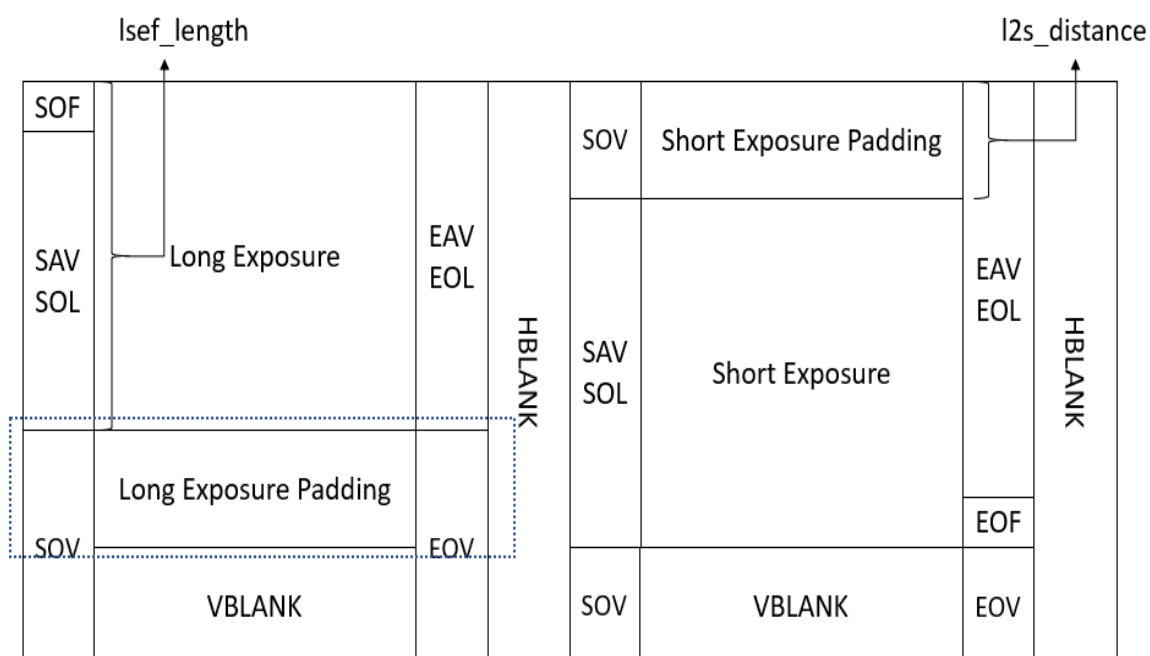 lsef_length
l2s_distance
SOF
SOV
Short Exposure Padding
SAV
SOL
Long Exposure
EAV
EOL
HBLANK
EAV
EOL
HBLANK
SAV
SOL
Short Exposure
Long Exposure Padding
EOF
SOV
EOV
VBLANK
SOV
VBLANK
EOV